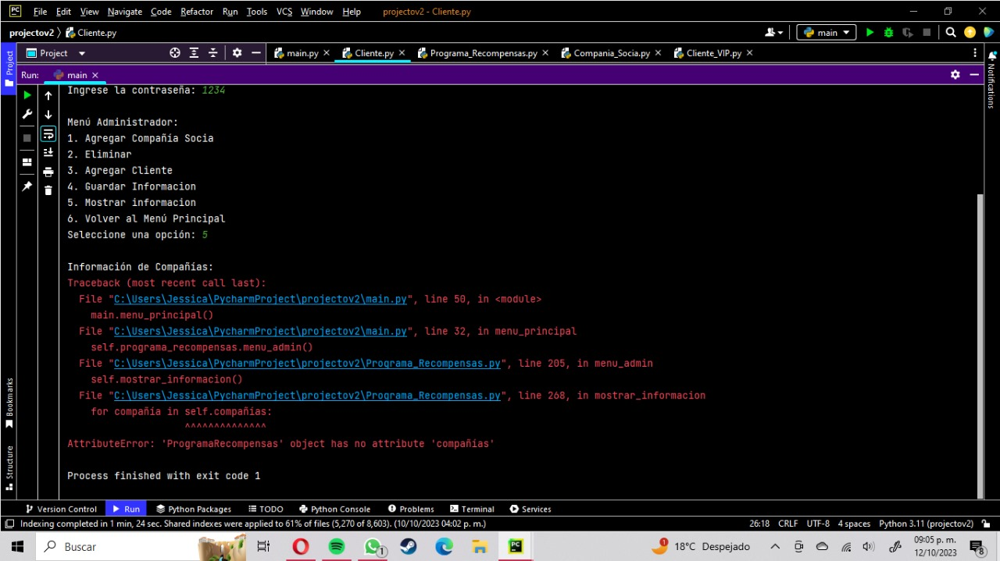 PC File Edit View Navigate Code Refactor Run Tools VCS Window Help projectov2 - Cliente.py
projectov2 Cliente.py main
Project main.py Cliente.py Programa_Recompensas.py Compania_Socia.py Cliente_VIP.py
Project
Notifications
Run: main
Ingrese la contraseña: 1234
Menú Administrador:
1. Agregar Compañía Socia
2. Eliminar
3. Agregar Cliente
4. Guardar Informacion
5. Mostrar informacion
6. Volver al Menú Principal
Seleccione una opción: 5
Información de Compañías:
Traceback (most recent call last):
File "C:\Users\Jessica\PycharmProject\projectov2\main.py", line 50, in <module>
main.menu_principal()
File "C:\Users\Jessica\PycharmProject\projectov2\main.py", line 32, in menu_principal
self.programa_recompensas.menu_admin()
File "C:\Users\Jessica\PycharmProject\projectov2\Programa_Recompensas.py", line 205, in menu_admin
self.mostrar_informacion()
File "C:\Users\Jessica\PycharmProject\projectov2\Programa_Recompensas.py", line 268, in mostrar_informacion
for compañia in self.compañias:
^^^^^^^^^^^^^^
AttributeError: 'ProgramaRecompensas' object has no attribute 'compañias'
Process finished with exit code 1
Bookmarks
Structure
Version Control Run Python Packages TODO Python Console Problems Terminal Services
Indexing completed in 1 min, 24 sec. Shared indexes were applied to 61% of files (5,270 of 8,603). (10/10/2023 04:02 p. m.) 26:18 CRLF UTF-8 4 spaces Python 3.11 (projectov2)
Buscar 1 PC 1 18°C Despejado 09:05 p. m.
12/10/2023 8